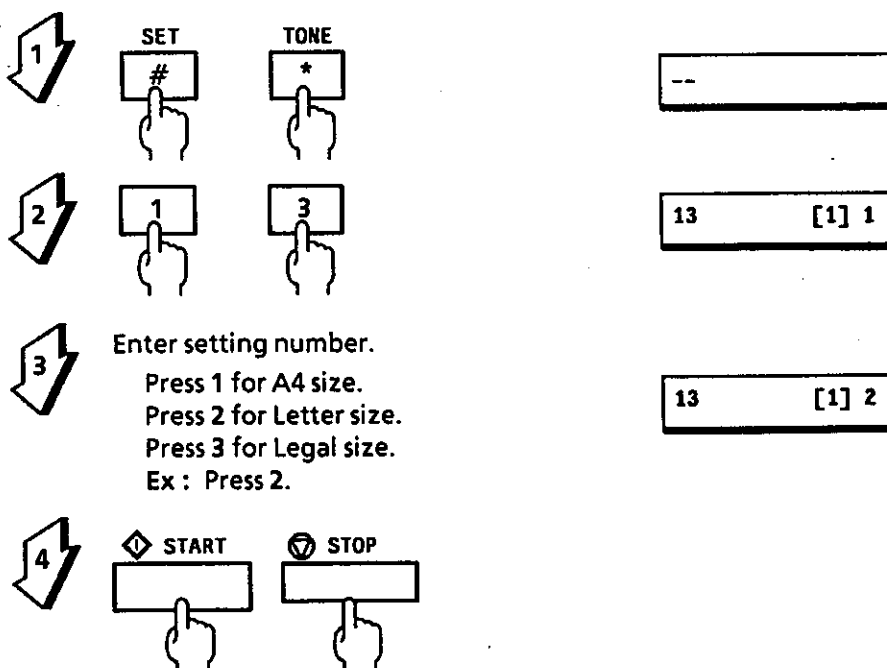 1
SET TONE
# *
--
2
1 3
13 [1] 1
3
Enter setting number.
Press 1 for A4 size.
Press 2 for Letter size.
Press 3 for Legal size.
Ex : Press 2.
13 [1] 2
4
START STOP